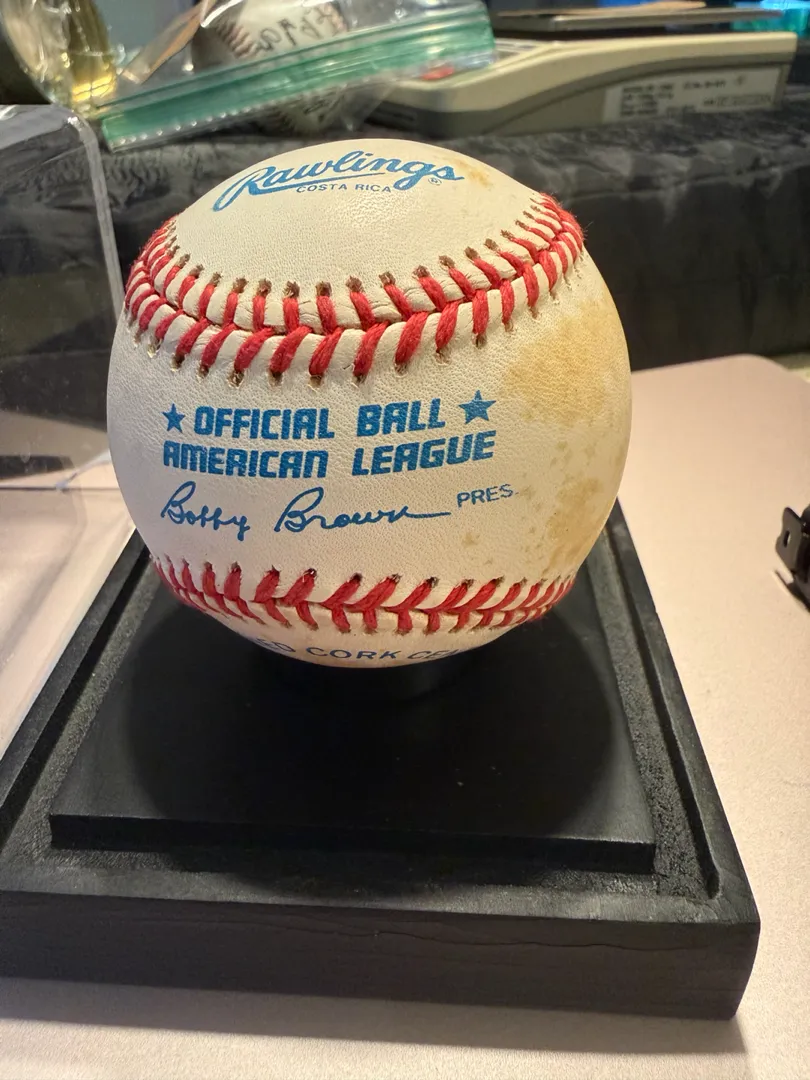 Rawlings®
COSTA RICA
★ OFFICIAL BALL ★
AMERICAN LEAGUE
Bobby Brown PRES.
CORK